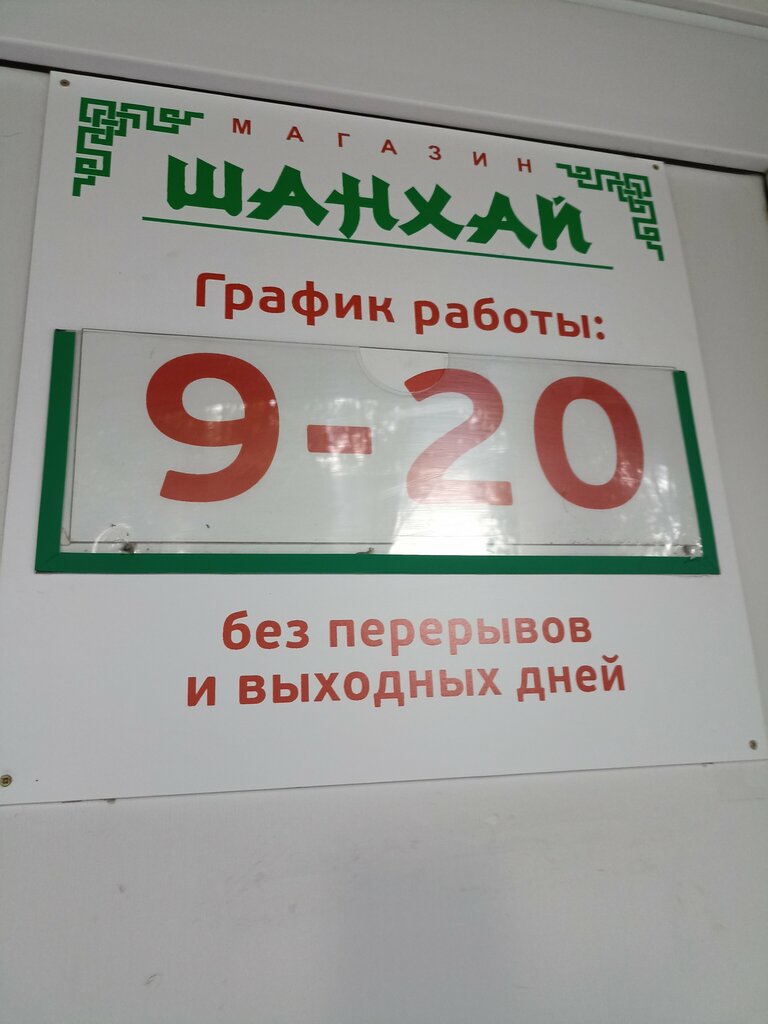 МАГАЗИН
ШАНХАЙ
График работы:
9-20
без перерывов
и выходных дней